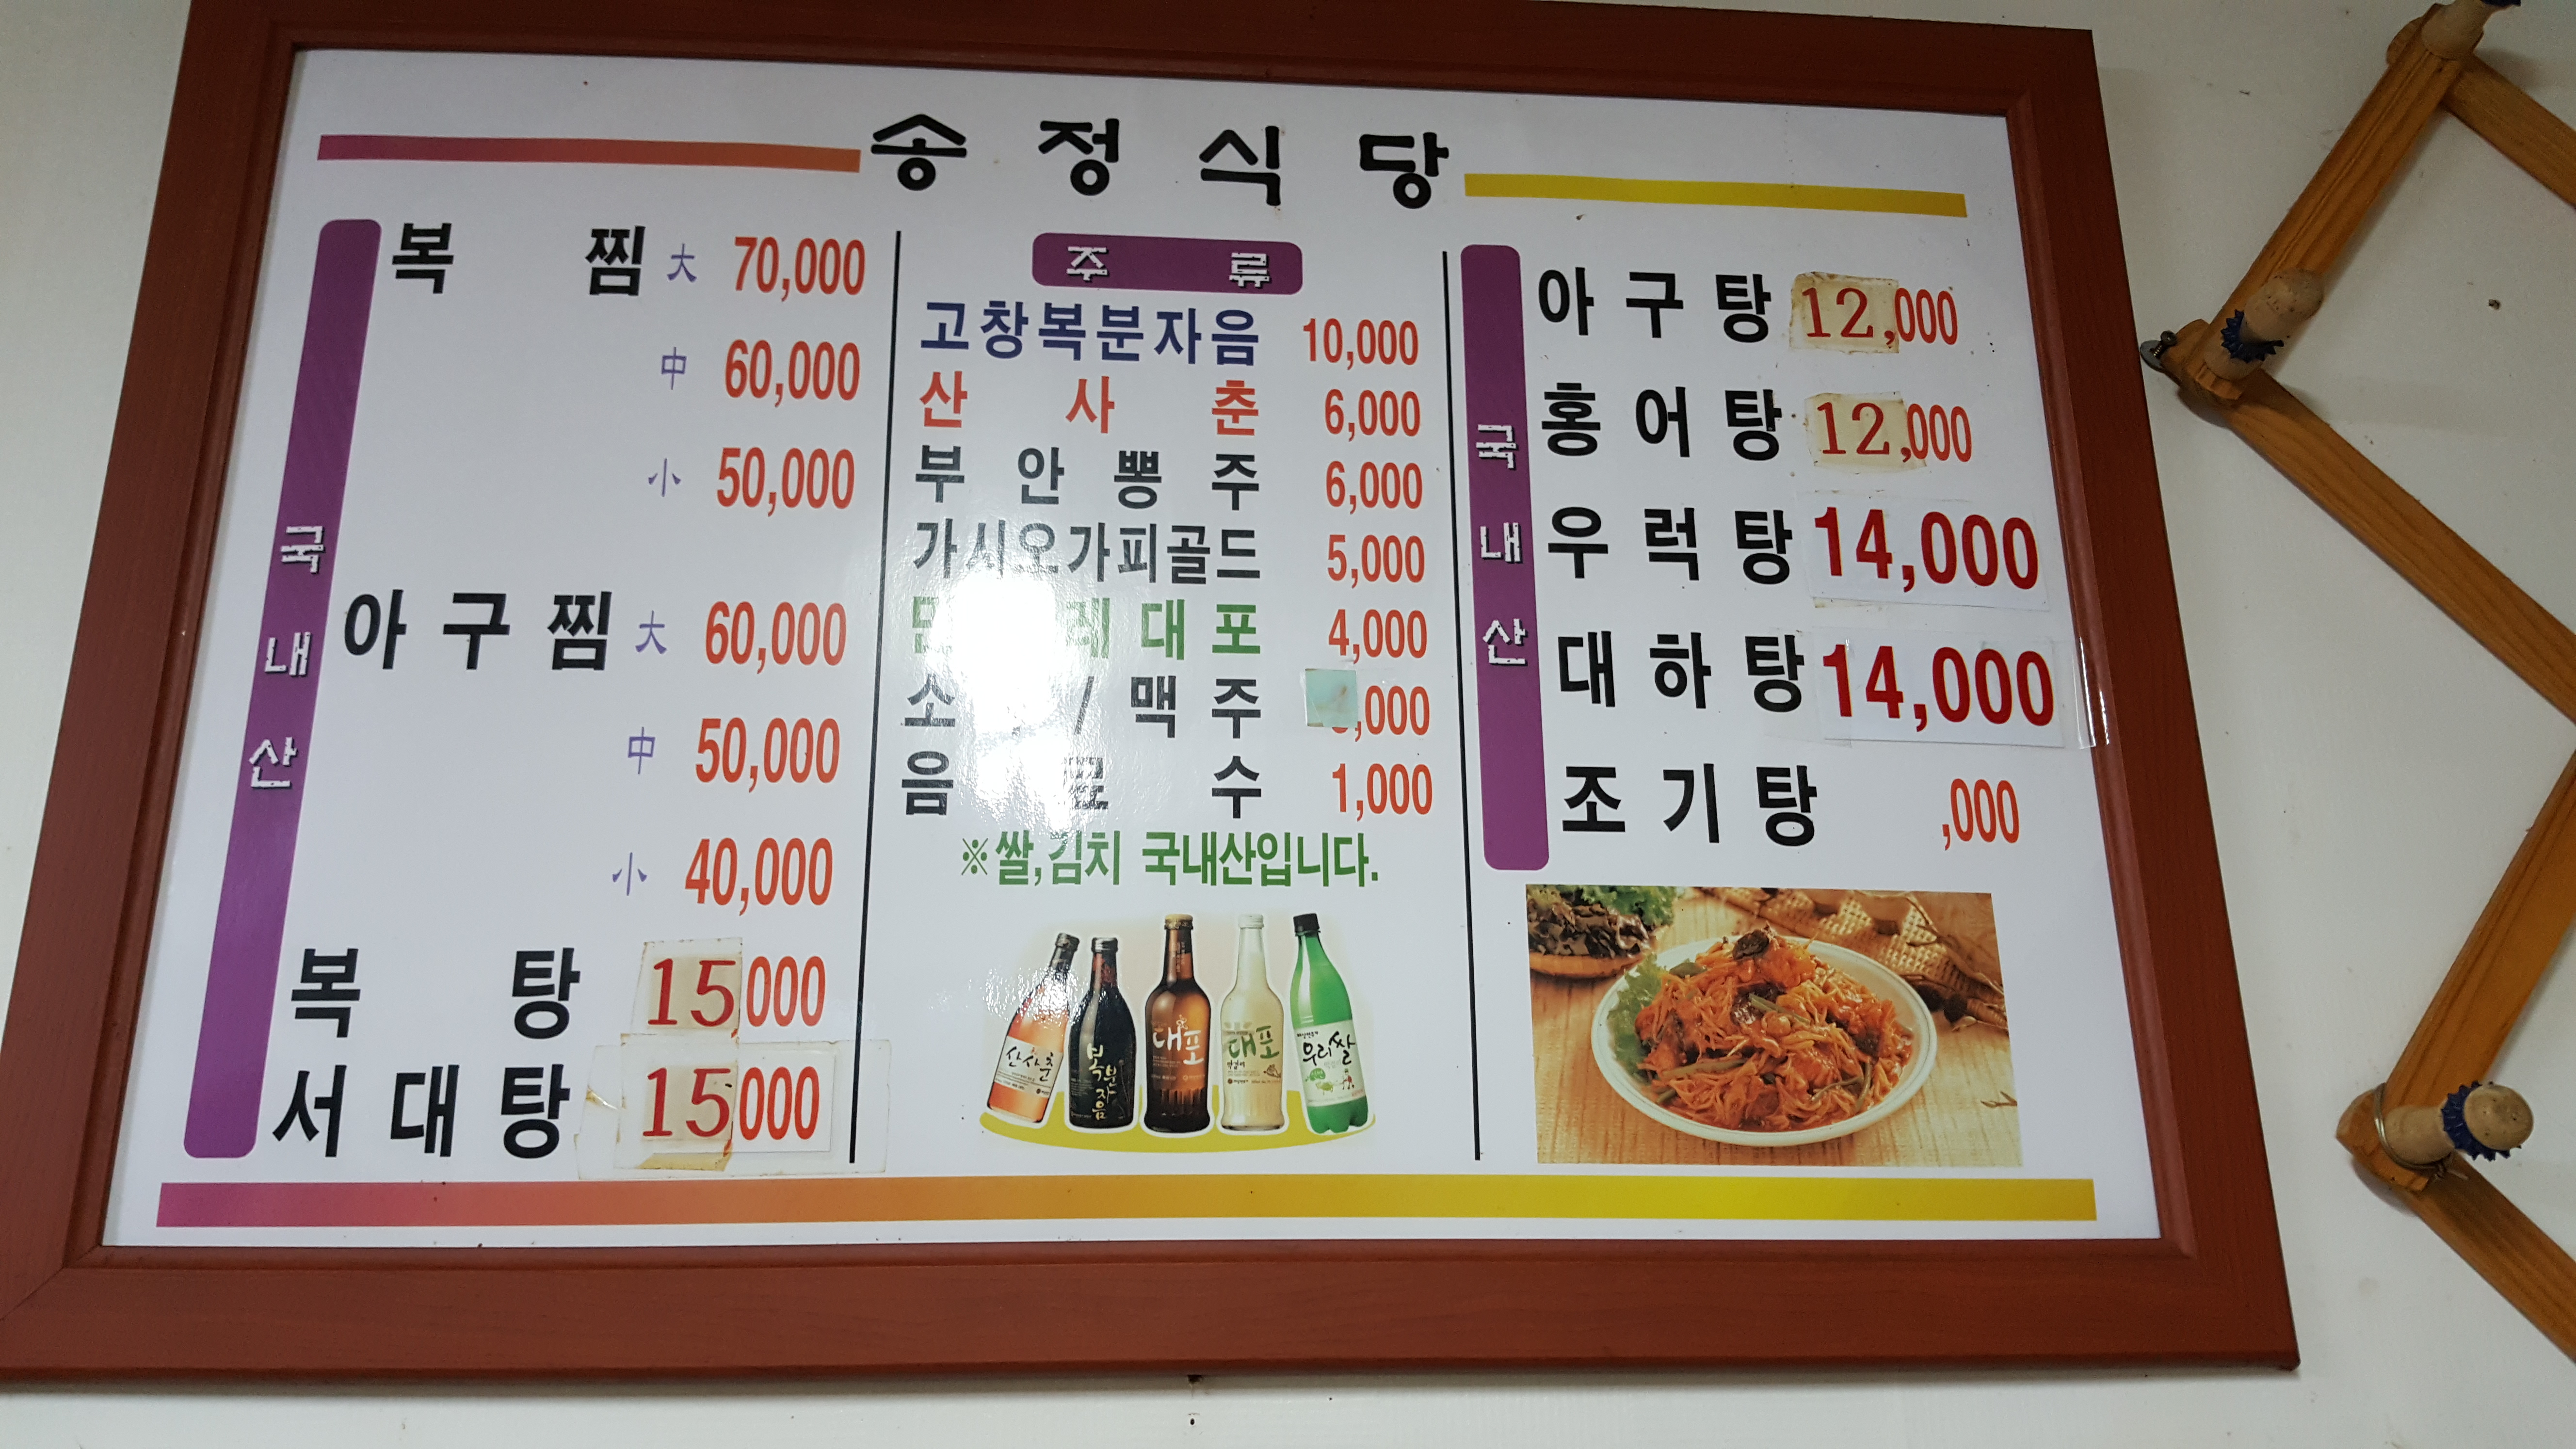 송정식당
국내산
복찜 大 70,000
中 60,000
小 50,000
아구찜 大 60,000
中 50,000
小 40,000
복탕 15,000
서대탕 15000
주류
고창복분자음 10,000
산사춘 6,000
부안뽕주 6,000
가시오가피골드 5,000
대포 4,000
/맥주 ,000
음료수 1,000
※쌀,김치 국내산입니다.
산사춘
복분자음
대포
대포
우리쌀
국내산
아구탕 12,000
홍어탕 12,000
우럭탕 14,000
대하탕 14,000
조기탕 ,000